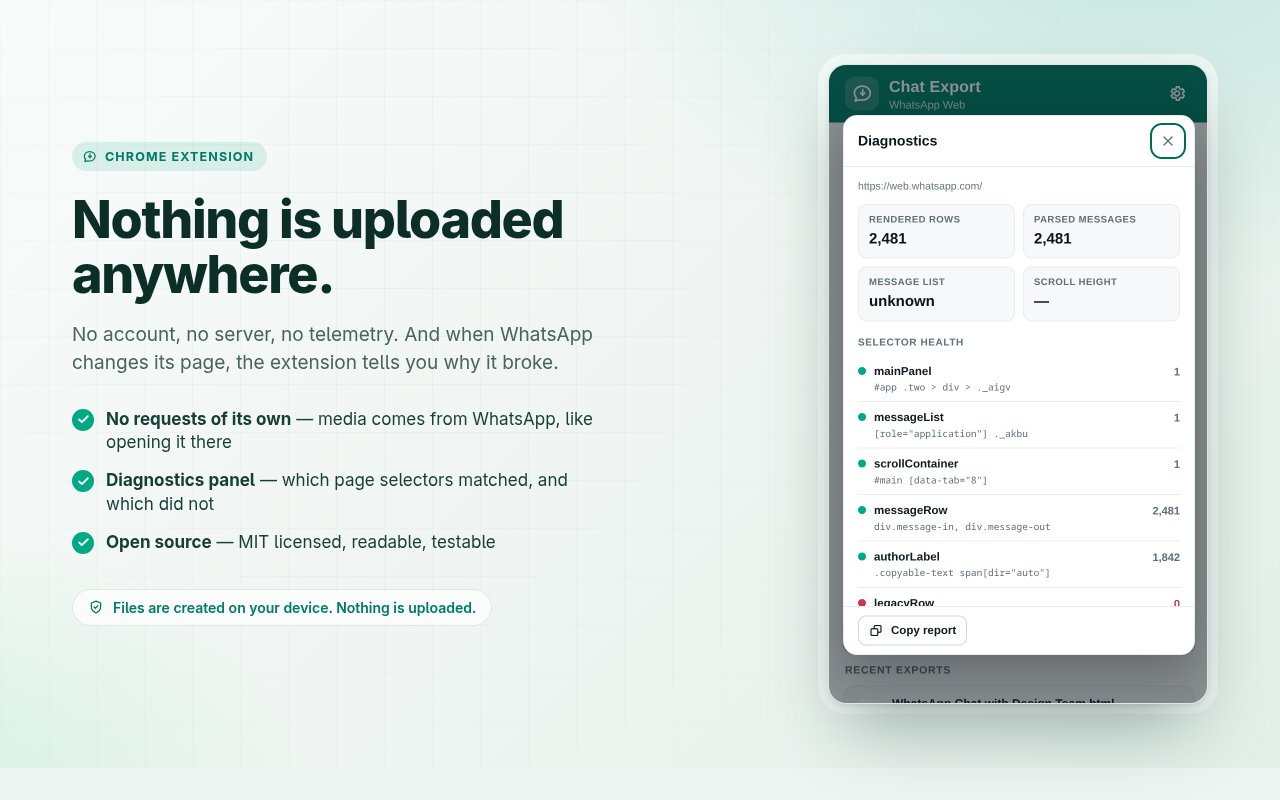 CHROME EXTENSION
Nothing is uploaded
anywhere.
No account, no server, no telemetry. And when WhatsApp
changes its page, the extension tells you why it broke.
No requests of its own — media comes from WhatsApp, like
opening it there
Diagnostics panel — which page selectors matched, and
which did not
Open source — MIT licensed, readable, testable
Files are created on your device. Nothing is uploaded.
Chat Export
WhatsApp Web
Diagnostics
https://web.whatsapp.com/
RENDERED ROWS
2,481
PARSED MESSAGES
2,481
MESSAGE LIST
unknown
SCROLL HEIGHT
—
SELECTOR HEALTH
mainPanel 1
#app .two > div > ._aigv
messageList 1
[role="application"] ._akbu
scrollContainer 1
#main [data-tab="8"]
messageRow 2,481
div.message-in, div.message-out
authorLabel 1,842
.copyable-text span[dir="auto"]
legacyRow 0
Copy report
RECENT EXPORTS
WhatsApp Chat with Design Team.html